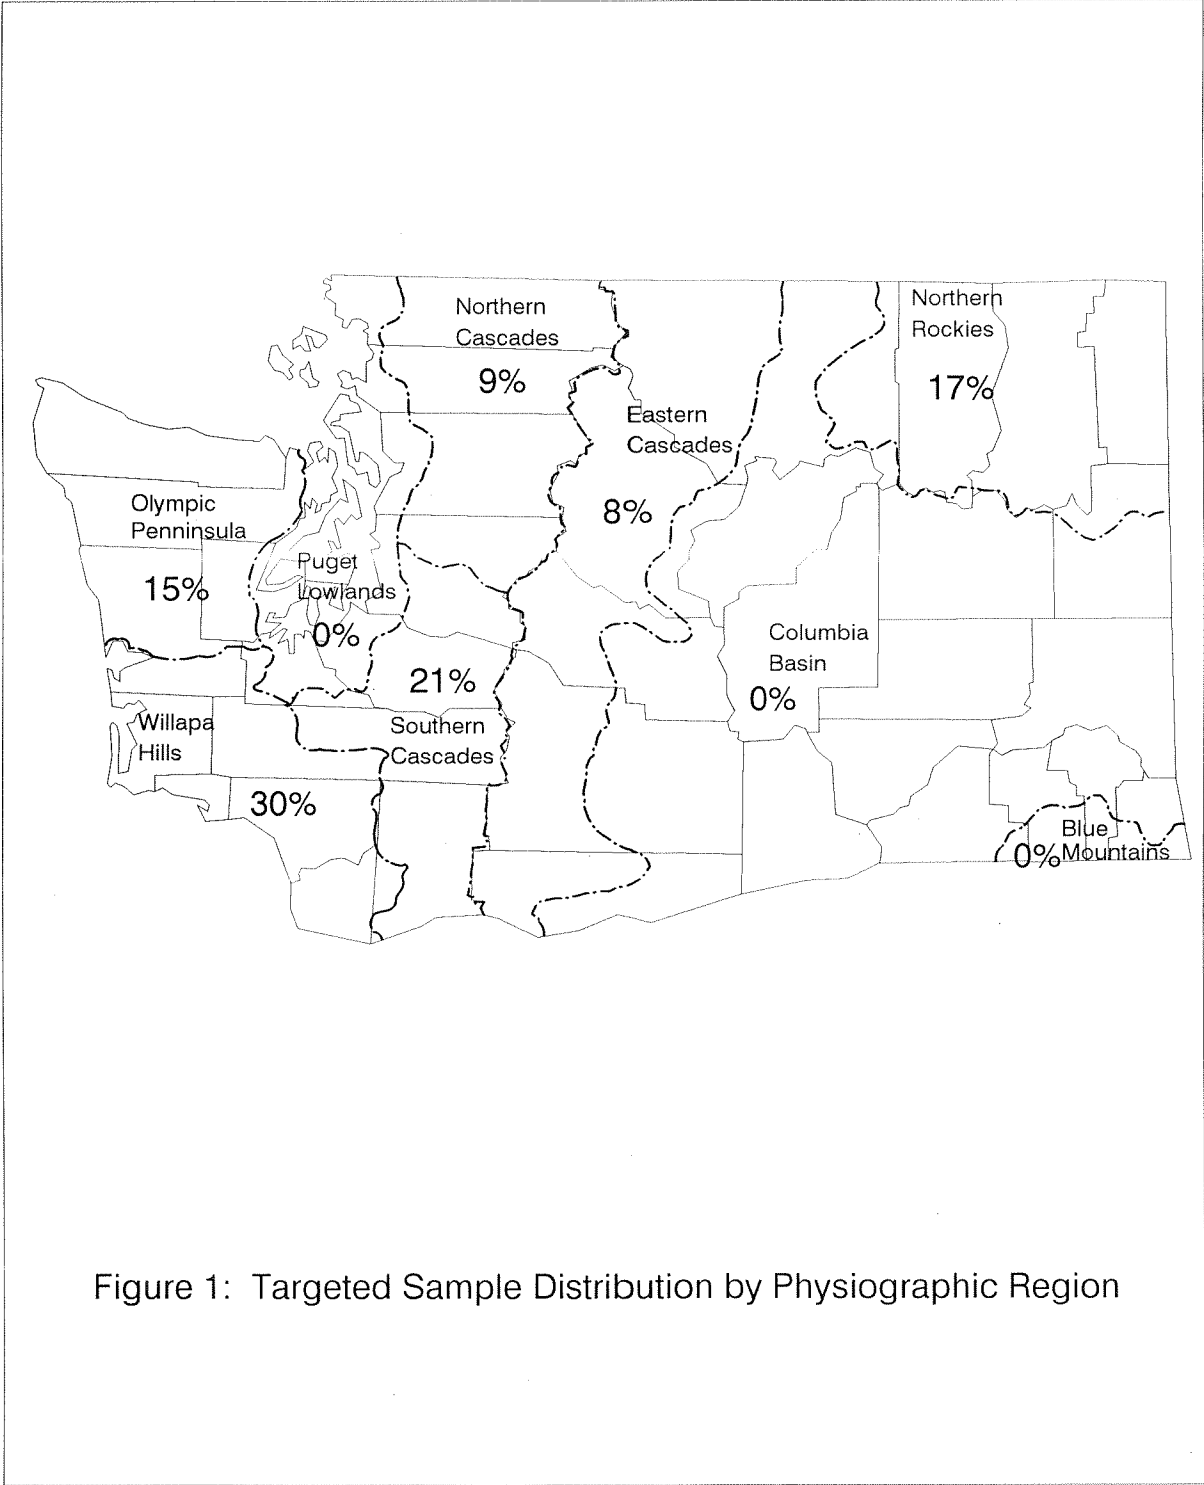 Northern
Cascades
9%
Northern
Rockies
17%
Eastern
Cascades
8%
Olympic
Penninsula
15%
Puget
Lowlands
0%
Columbia
Basin
0%
21%
Southern
Cascades
Willapa
Hills
30%
Blue
Mountains
0%
Figure 1: Targeted Sample Distribution by Physiographic Region